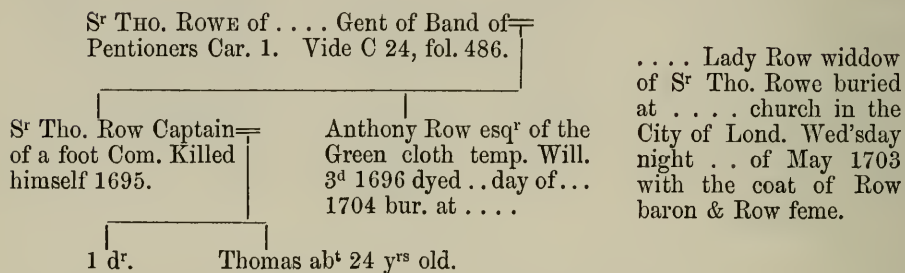 Sʳ Tho. Rowe of . . . . Gent of Band of
Pentioners Car. 1. Vide C 24, fol. 486.
Sʳ Tho. Row Captain
of a foot Com. Killed
himself 1695.
Anthony Row esqʳ of the
Green cloth temp. Will.
3ᵈ 1696 dyed . . day of . . .
1704 bur. at . . . .
. . . . Lady Row widdow
of Sʳ Tho. Rowe buried
at . . . . church in the
City of Lond. Wed'sday
night . . of May 1703
with the coat of Row
baron & Row feme.
1 dʳ.
Thomas abᵗ 24 yʳˢ old.